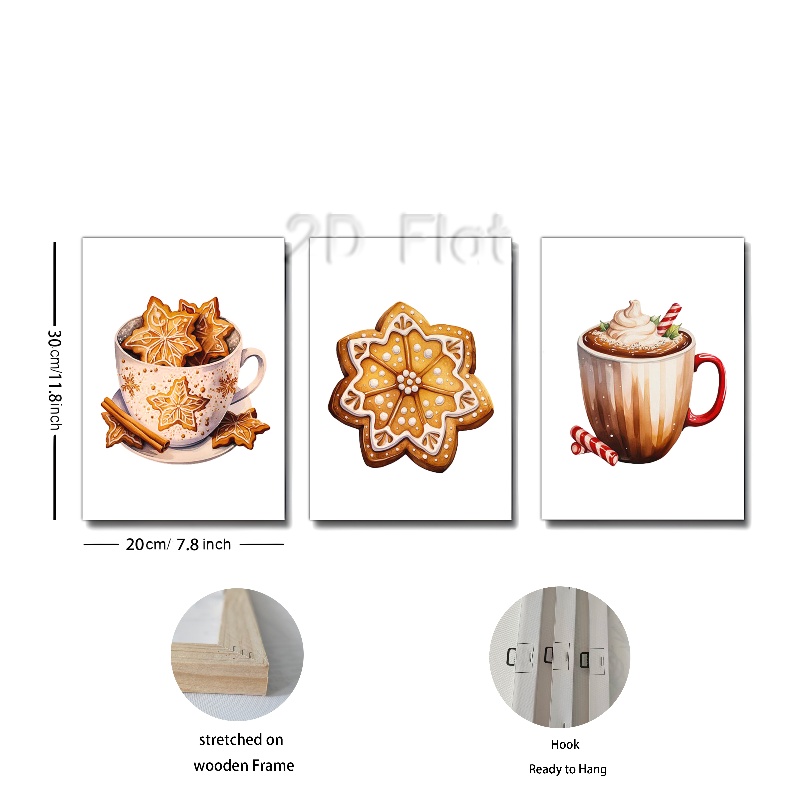 2D Flat
30cm/11.8inch
20cm/ 7.8 inch
stretched on
wooden Frame
Hook
Ready to Hang